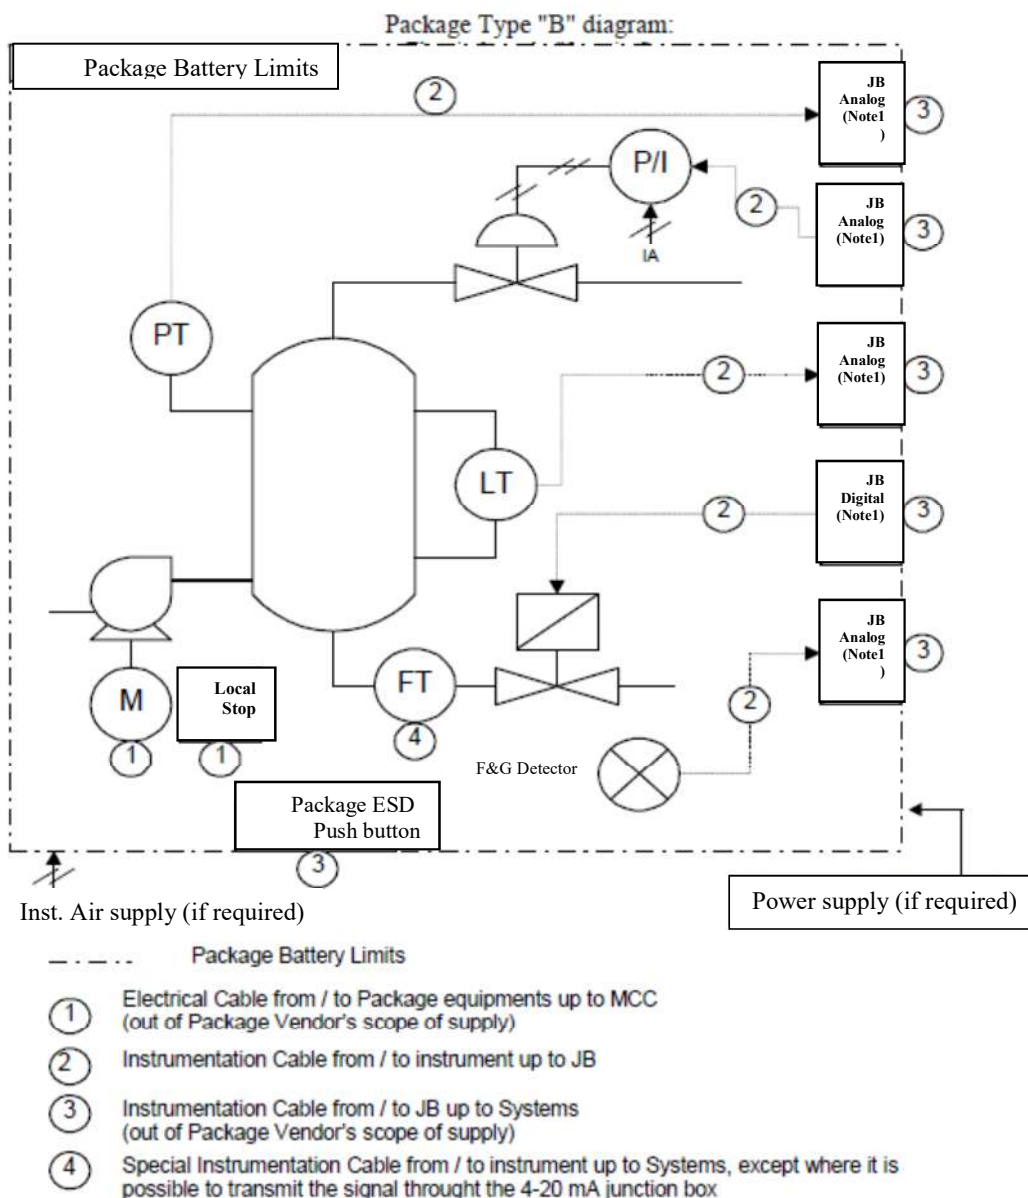 Package Type "B" diagram:
Package Battery Limits
2
JB
Analog
(Note1
)
3
P/I
2
JB
Analog
(Note1)
3
IA
PT
JB
Analog
(Note1)
2
3
LT
JB
Digital
(Note1)
2
3
JB
Analog
(Note1
)
3
FT
M
Local
Stop
2
4
1
1
F&G Detector
Package ESD
Push button
3
Inst. Air supply (if required)
Power supply (if required)
Package Battery Limits
1
Electrical Cable from / to Package equipments up to MCC
(out of Package Vendor's scope of supply)
2
Instrumentation Cable from / to instrument up to JB
3
Instrumentation Cable from / to JB up to Systems
(out of Package Vendor's scope of supply)
4
Special Instrumentation Cable from / to instrument up to Systems, except where it is
possible to transmit the signal throught the 4-20 mA junction box